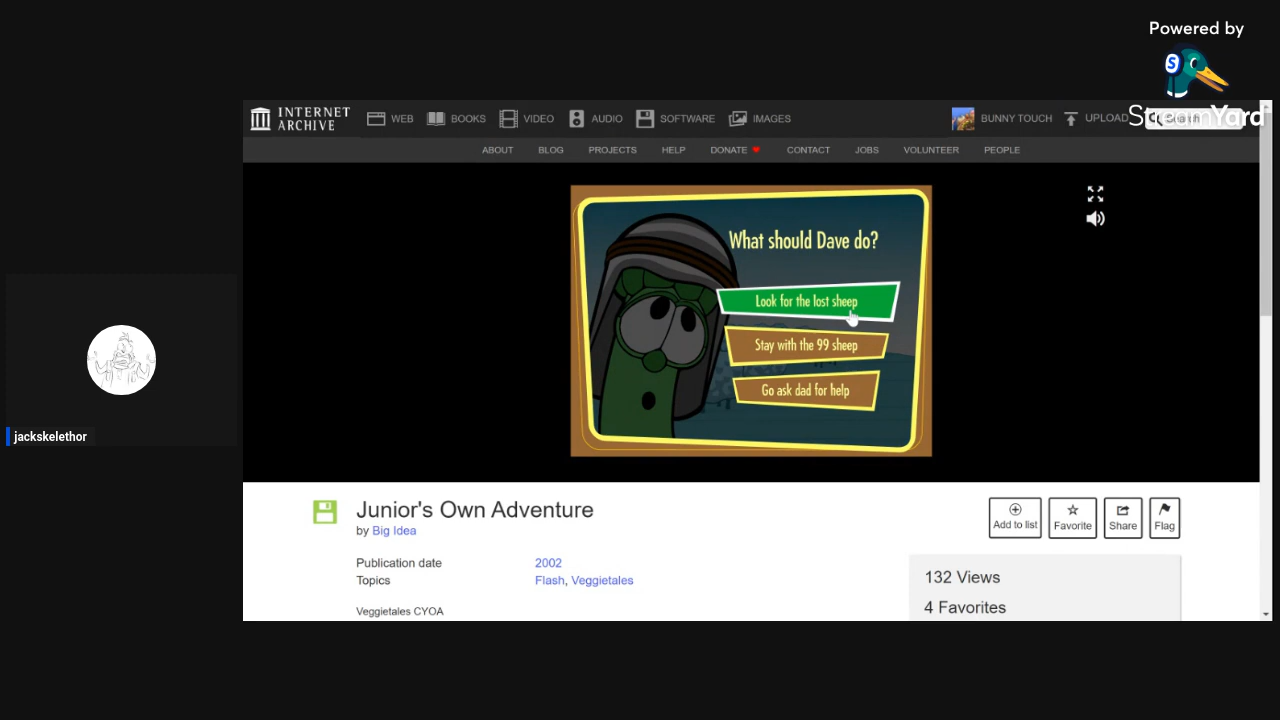 Powered by
S
StreamYard
INTERNET ARCHIVE
WEB BOOKS VIDEO AUDIO SOFTWARE IMAGES BUNNY TOUCH UPLOAD Search
ABOUT BLOG PROJECTS HELP DONATE CONTACT JOBS VOLUNTEER PEOPLE
What should Dave do?
Look for the lost sheep
Stay with the 99 sheep
Go ask dad for help
jackskelethor
Junior's Own Adventure
by Big Idea
Add to list Favorite Share Flag
Publication date 2002
Topics Flash, Veggietales
Veggietales CYOA
132 Views
4 Favorites